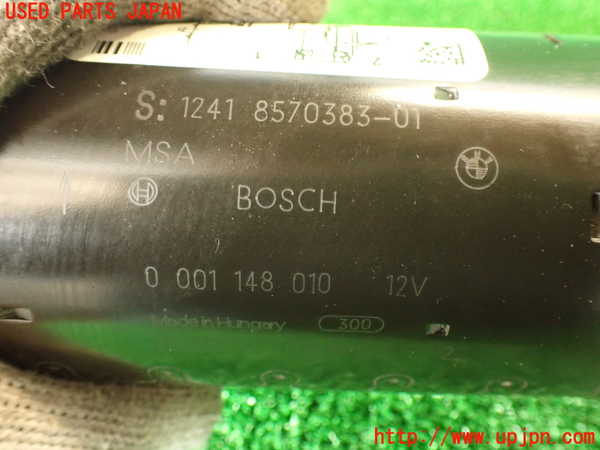 USED PARTS JAPAN
S: 1241 8570383-01
MSA
BOSCH
0 001 148 010 12V
Made in Hungary 300
http://www.upjpn.com/